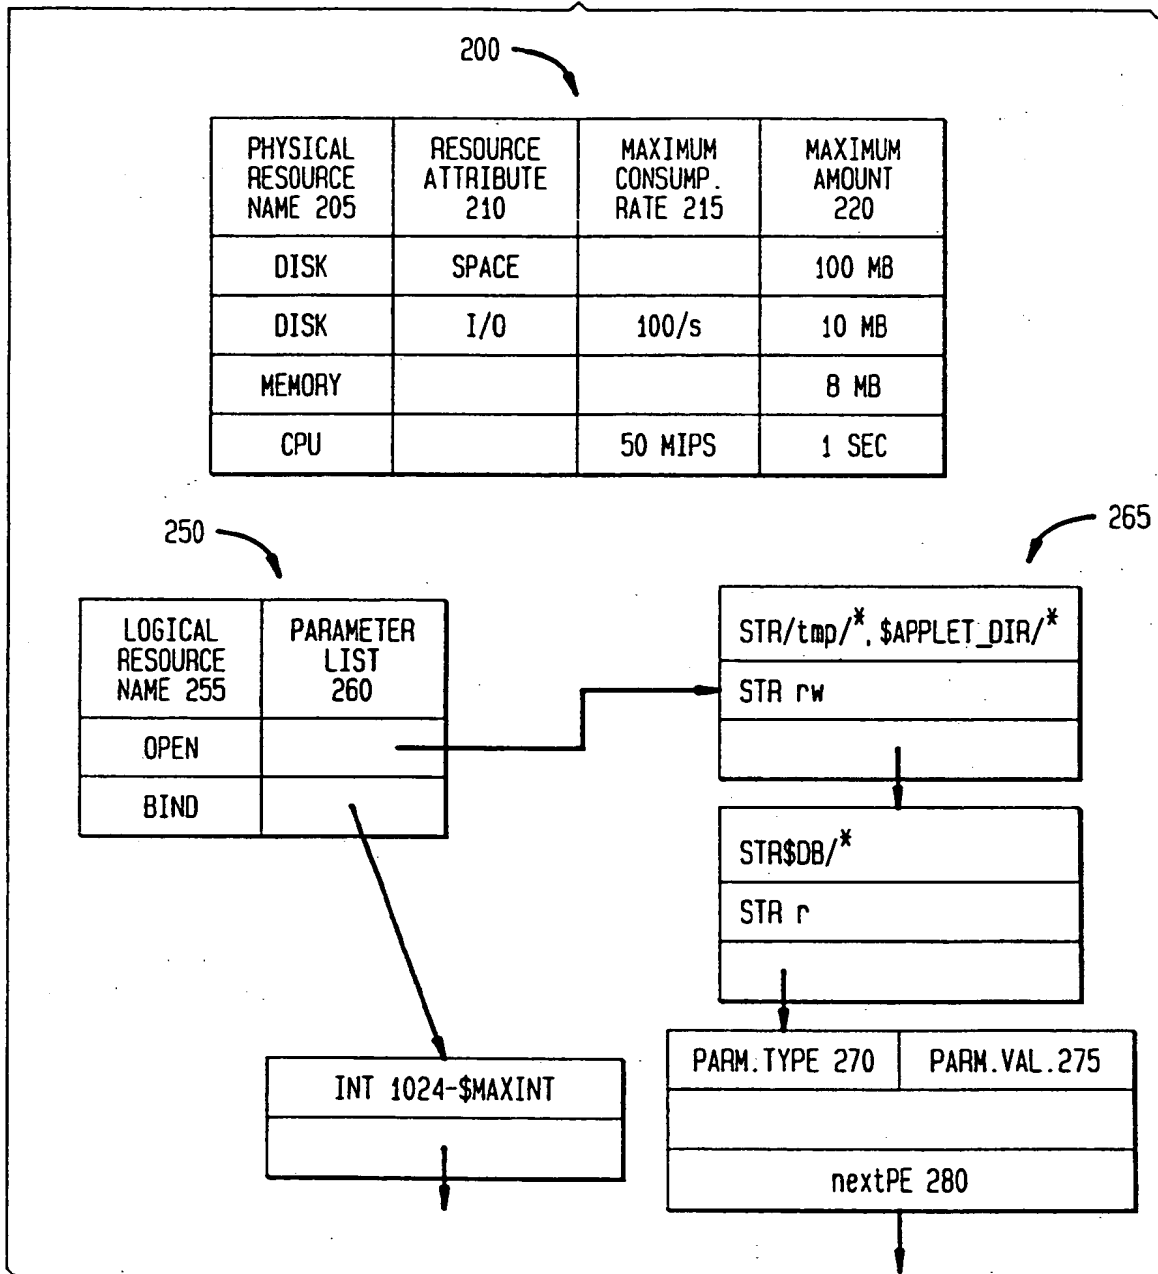 200
PHYSICAL
RESOURCE
NAME 205
RESOURCE
ATTRIBUTE
210
MAXIMUM
CONSUMP.
RATE 215
MAXIMUM
AMOUNT
220
DISK
SPACE
100 MB
DISK
I/O
100/s
10 MB
MEMORY
8 MB
CPU
50 MIPS
1 SEC
250
LOGICAL
RESOURCE
NAME 255
PARAMETER
LIST
260
OPEN
BIND
265
STR/tmp/*, $APPLET_DIR/*
STR rw
STR$DB/*
STR r
INT 1024-$MAXINT
PARM.TYPE 270
PARM.VAL.275
nextPE 280